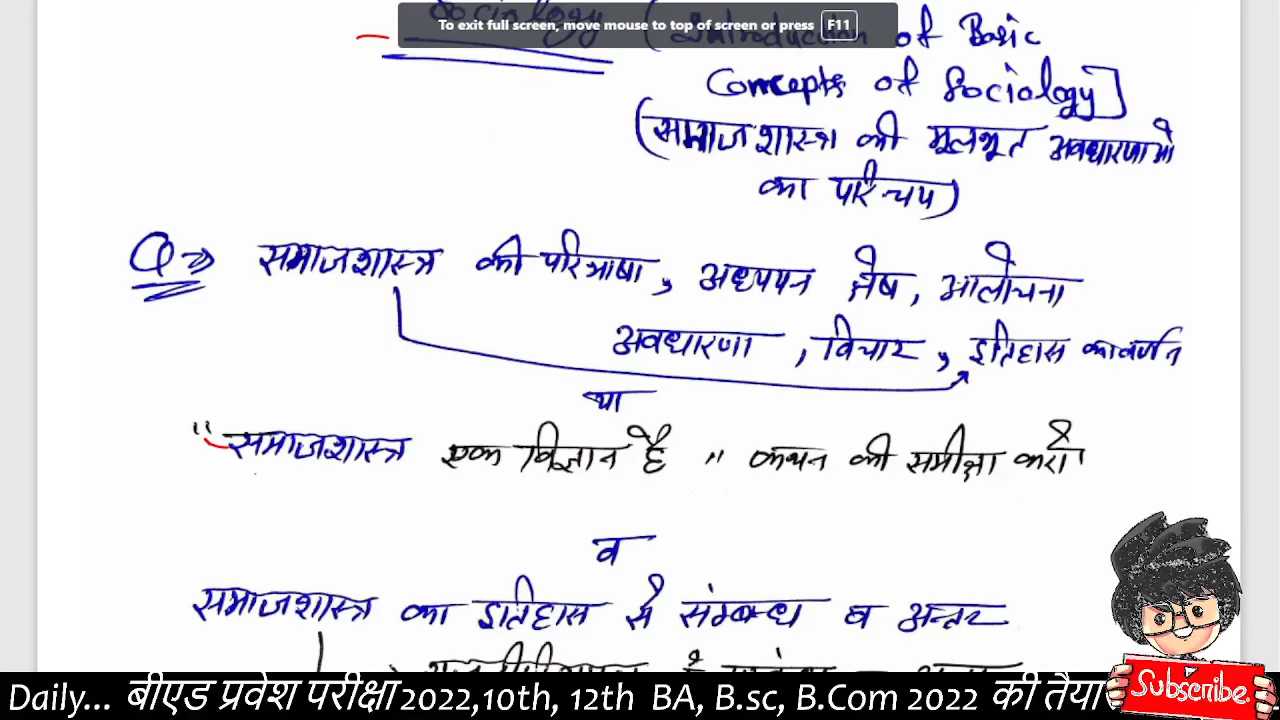 To exit full screen, move mouse to top of screen or press F11
Sociology (Introduction of Basic
Concepts of Sociology]
(समाजशास्त्र की मूलभूत अवधारणाओ
का परिचय)
Q→ समाजशास्त्र की परिभाषा, अध्ययन क्षेत्र, आलोचना
अवधारणा, विचार, इतिहास का वर्णन
या
"समाजशास्त्र एक विज्ञान है" कथन की समीक्षा करो
व
समाजशास्त्र का इतिहास से संम्बन्ध व अन्तर
Daily... बीएड प्रवेश परीक्षा 2022,10th, 12th BA, B.sc, B.Com 2022 की तैया
Subscribe